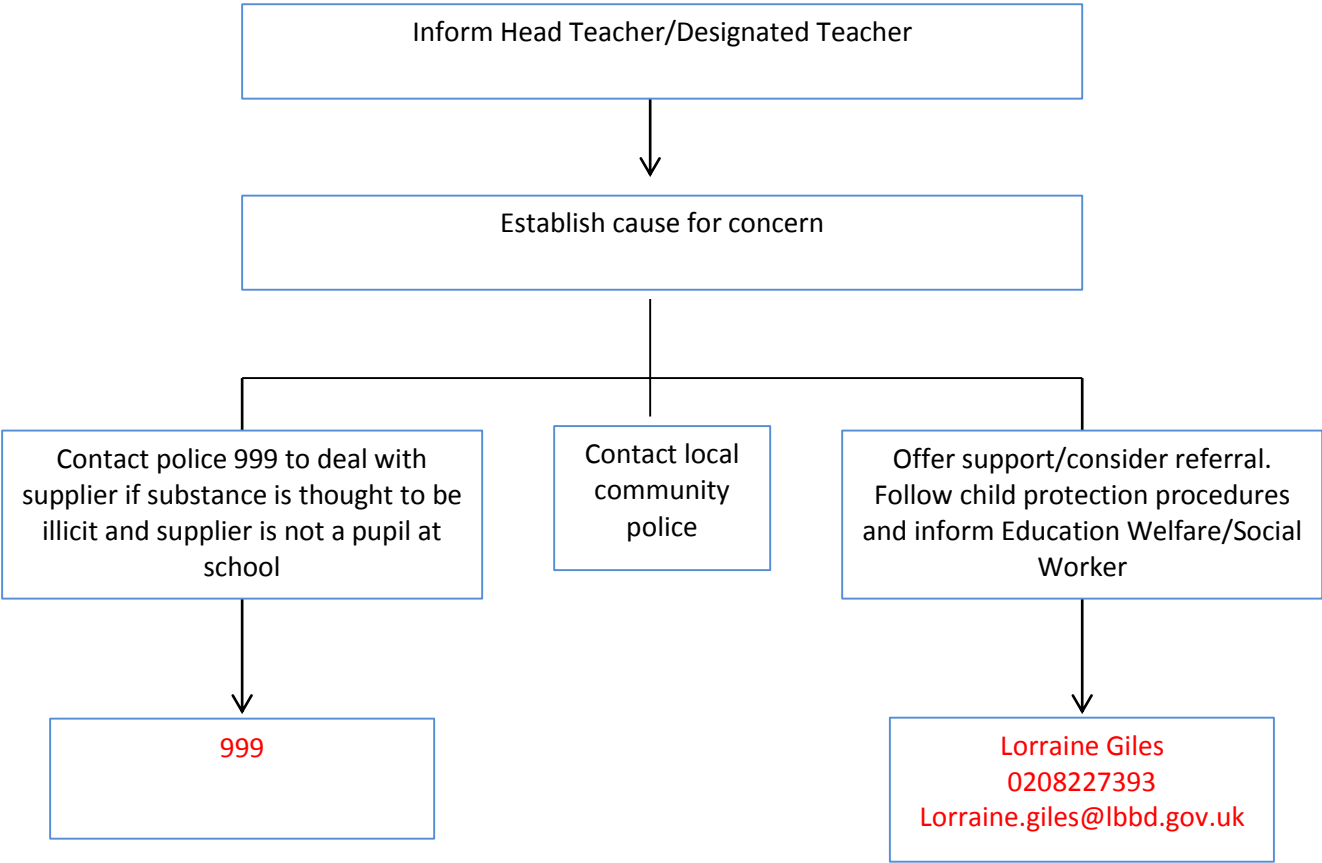 Inform Head Teacher/Designated Teacher
Establish cause for concern
Contact police 999 to deal with
supplier if substance is thought to be
illicit and supplier is not a pupil at
school
Contact local
community
police
Offer support/consider referral.
Follow child protection procedures
and inform Education Welfare/Social
Worker
999
Lorraine Giles
0208227393
Lorraine.giles@lbbd.gov.uk